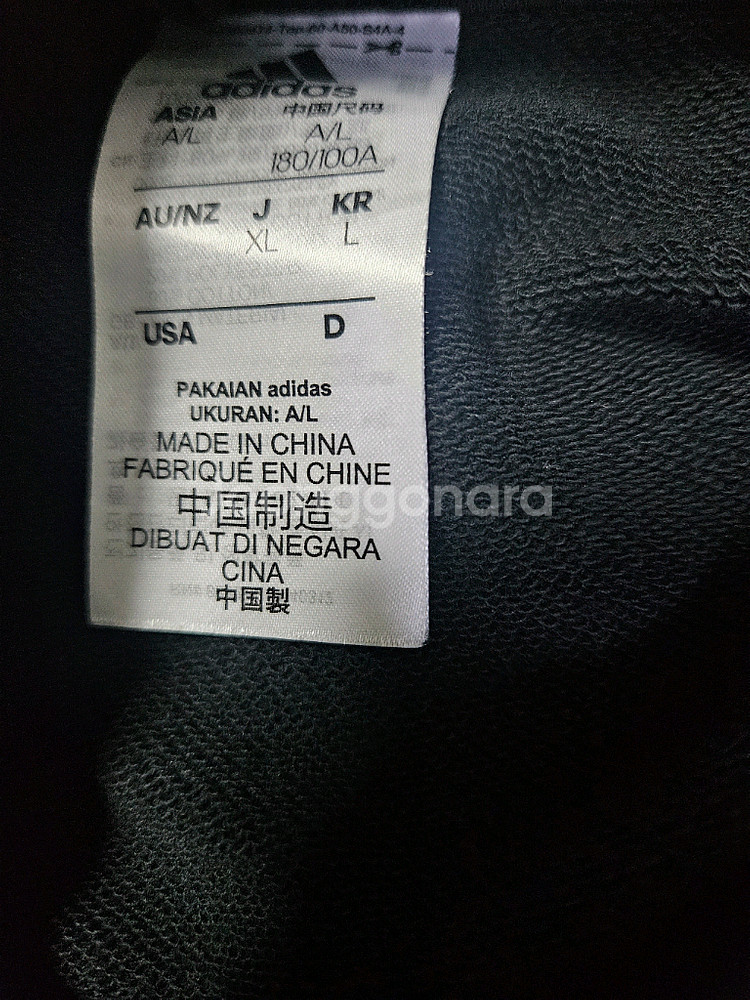 adidas
ASIA 中国尺码
A/L A/L
180/100A
AU/NZ J KR
XL L
USA D
PAKAIAN adidas
UKURAN: A/L
MADE IN CHINA
FABRIQUÉ EN CHINE
中国制造
DIBUAT DI NEGARA
CINA
中国製